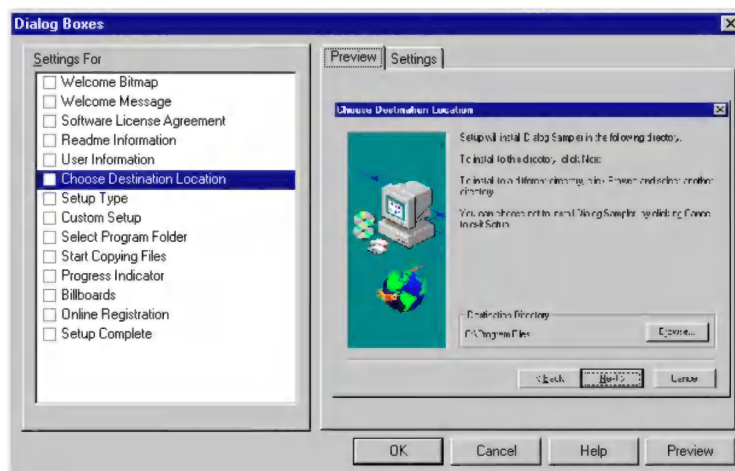 Dialog Boxes
Settings For
Welcome Bitmap
Welcome Message
Software License Agreement
Readme Information
User Information
Choose Destination Location
Setup Type
Custom Setup
Select Program Folder
Start Copying Files
Progress Indicator
Billboards
Online Registration
Setup Complete
Preview Settings
Choose Destination Location
Setup will install Dialog Sampler in the following directory.
To install to this directory, click Next.
To install to a different directory, click Browse and select another
directory.
You can choose not to install Dialog Sampler by clicking Cancel
to exit Setup.
Destination Directory
C:\Program Files
Browse...
< Back Next > Cancel
OK Cancel Help Preview